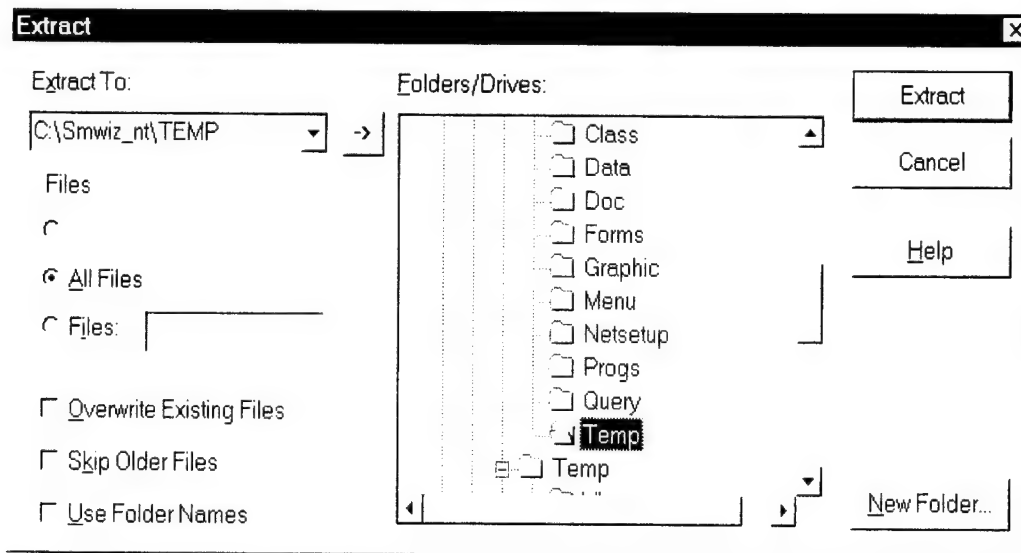 Extract
Extract To:
C:\Smwiz_nt\TEMP
->
Files
All Files
Files:
Overwrite Existing Files
Skip Older Files
Use Folder Names
Folders/Drives:
Class
Data
Doc
Forms
Graphic
Menu
Netsetup
Progs
Query
Temp
Temp
Extract
Cancel
Help
New Folder...